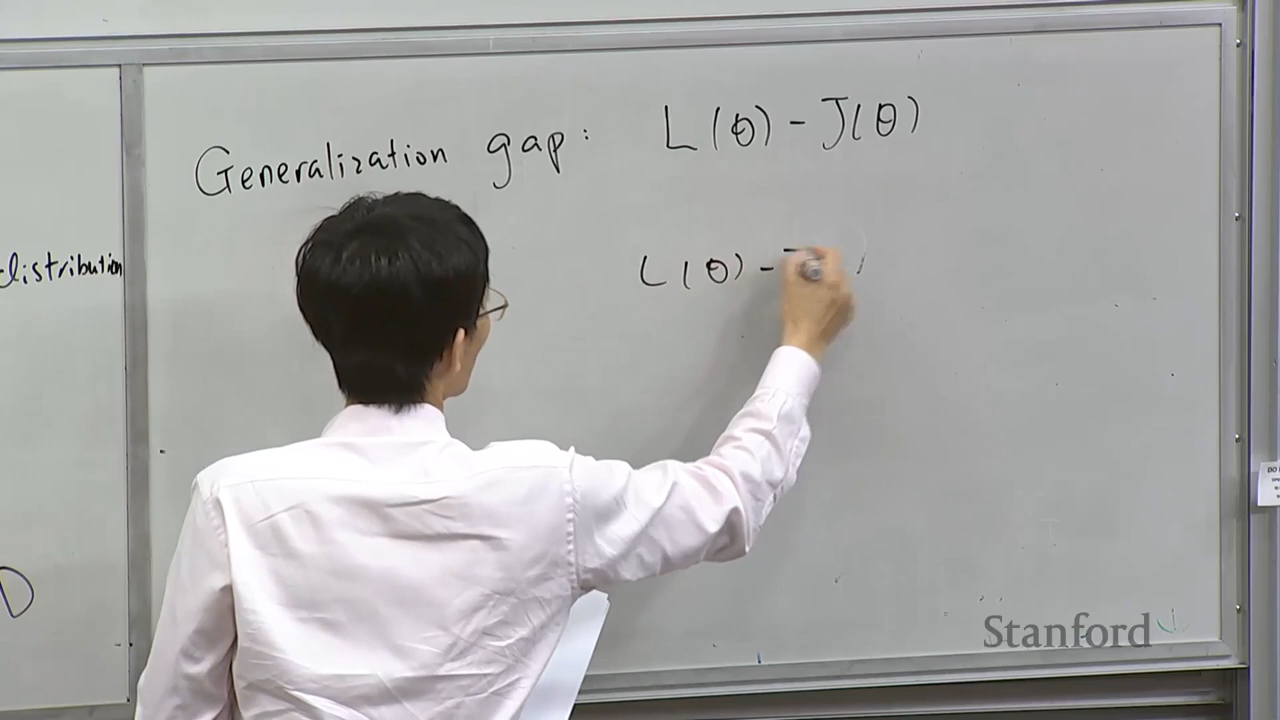 Generalization gap: L(θ) - J(θ)
distribution
L(θ) -
D
Stanford